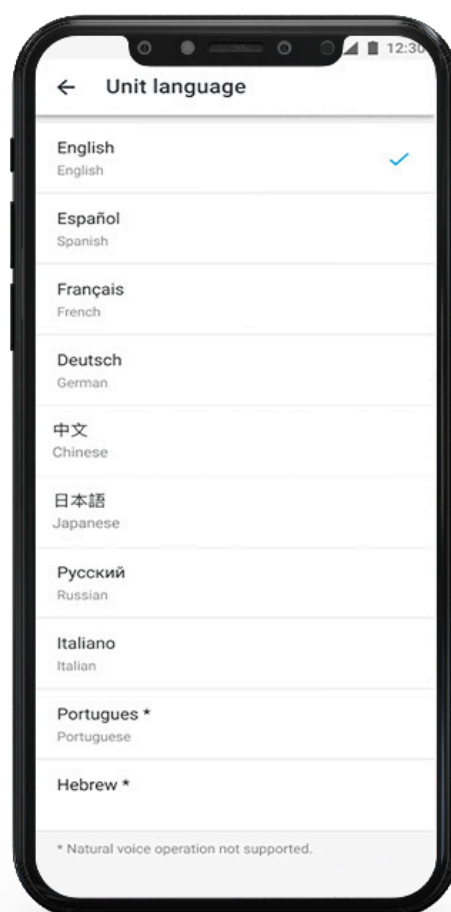 12:30
Unit language
English
English
Español
Spanish
Français
French
Deutsch
German
中文
Chinese
日本語
Japanese
Русский
Russian
Italiano
Italian
Portugues *
Portuguese
Hebrew *
* Natural voice operation not supported.